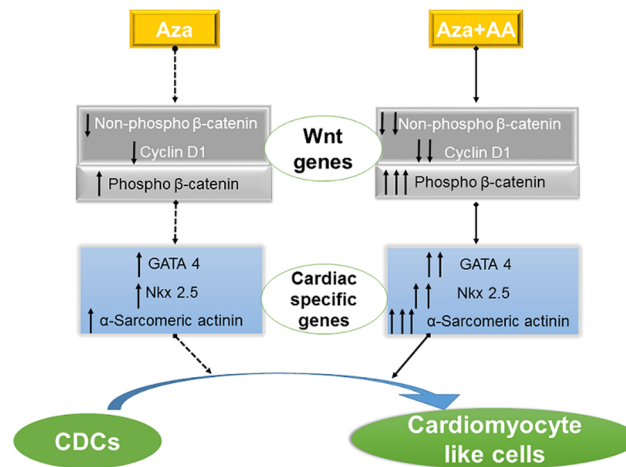 Aza
Aza+AA
Non-phospho β-catenin
Cyclin D1
Phospho β-catenin
Wnt
genes
Non-phospho β-catenin
Cyclin D1
Phospho β-catenin
GATA 4
Nkx 2.5
α-Sarcomeric actinin
Cardiac
specific
genes
GATA 4
Nkx 2.5
α-Sarcomeric actinin
CDCs
Cardiomyocyte
like cells